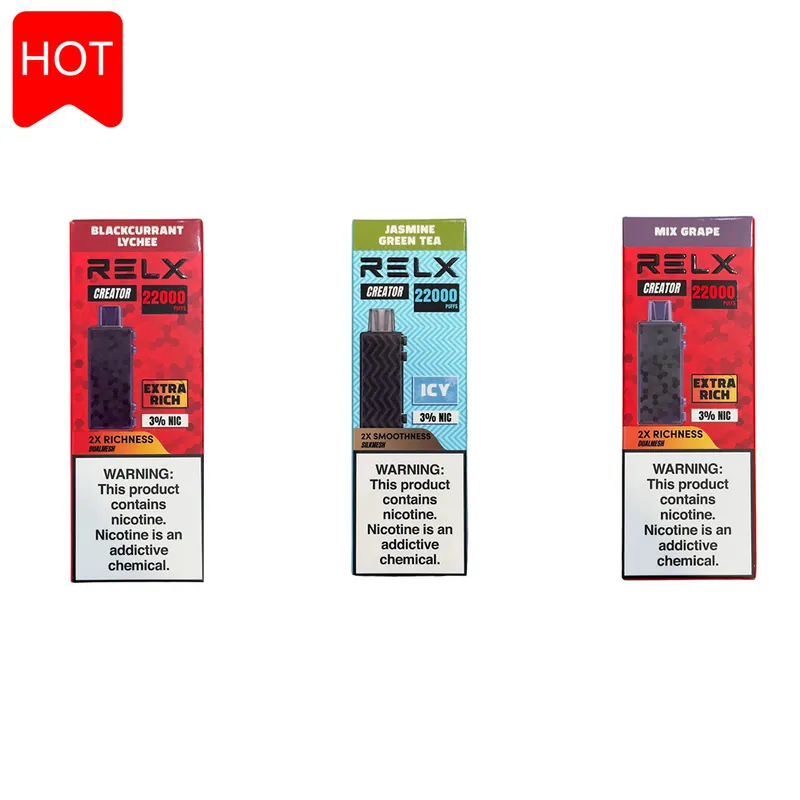 HOT
BLACKCURRANT
LYCHEE
RELX
CREATOR
22000
PUFFS
EXTRA
RICH
3% NIC
2X RICHNESS
DUALMESH
WARNING:
This product
contains
nicotine.
Nicotine is an
addictive
chemical.
JASMINE
GREEN TEA
RELX
CREATOR
22000
PUFFS
ICY
3% NIC
2X SMOOTHNESS
SILKMESH
WARNING:
This product
contains
nicotine.
Nicotine is an
addictive
chemical.
MIX GRAPE
RELX
CREATOR
22000
PUFFS
EXTRA
RICH
3% NIC
2X RICHNESS
DUALMESH
WARNING:
This product
contains
nicotine.
Nicotine is an
addictive
chemical.